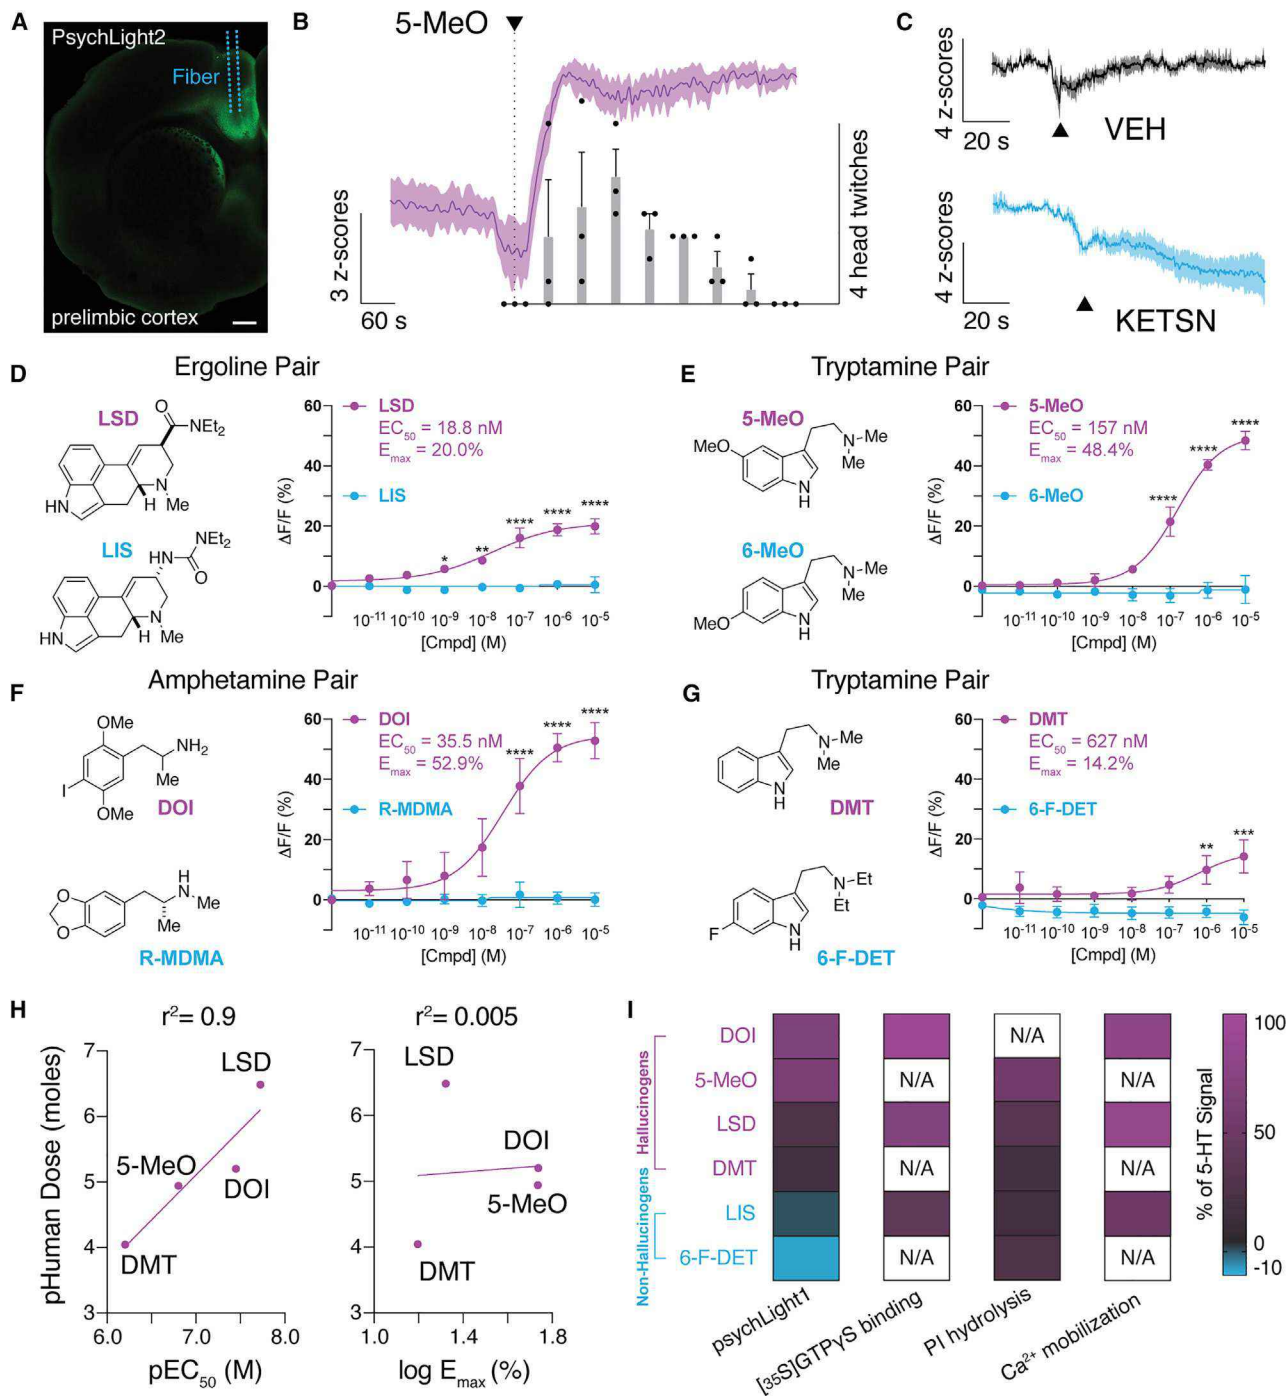 A
PsychLight2
Fiber
prelimbic cortex
B
5-MeO
3 z-scores
60 s
4 head twitches
C
4 z-scores
20 s
VEH
4 z-scores
20 s
KETSN
D
Ergoline Pair
LSD
O
NEt₂
N
Me
H
HN
LIS
HN
NEt₂
O
N
Me
H
HN
60
40
20
0
ΔF/F (%)
LSD
EC₅₀ = 18.8 nM
Eₘₐₓ = 20.0%
LIS
* ** **** **** ****
10⁻¹¹ 10⁻¹⁰ 10⁻⁹ 10⁻⁸ 10⁻⁷ 10⁻⁶ 10⁻⁵
[Cmpd] (M)
E
Tryptamine Pair
5-MeO
MeO
N
Me
Me
N
H
6-MeO
MeO
N
Me
Me
N
H
60
40
20
0
ΔF/F (%)
5-MeO
EC₅₀ = 157 nM
Eₘₐₓ = 48.4%
6-MeO
**** **** ****
10⁻¹¹ 10⁻¹⁰ 10⁻⁹ 10⁻⁸ 10⁻⁷ 10⁻⁶ 10⁻⁵
[Cmpd] (M)
F
Amphetamine Pair
OMe
NH₂
Me
I
OMe
DOI
O
O
H
N
Me
Me
R-MDMA
60
40
20
0
ΔF/F (%)
DOI
EC₅₀ = 35.5 nM
Eₘₐₓ = 52.9%
R-MDMA
**** **** ****
10⁻¹¹ 10⁻¹⁰ 10⁻⁹ 10⁻⁸ 10⁻⁷ 10⁻⁶ 10⁻⁵
[Cmpd] (M)
G
Tryptamine Pair
N
Me
Me
N
H
DMT
F
N
Et
Et
N
H
6-F-DET
60
40
20
0
ΔF/F (%)
DMT
EC₅₀ = 627 nM
Eₘₐₓ = 14.2%
6-F-DET
** ***
10⁻¹¹ 10⁻¹⁰ 10⁻⁹ 10⁻⁸ 10⁻⁷ 10⁻⁶ 10⁻⁵
[Cmpd] (M)
H
r²= 0.9
pHuman Dose (moles)
7
6
5
4
3
LSD
5-MeO
DOI
DMT
6.0 7.0 8.0
pEC₅₀ (M)
r²= 0.005
7
6
5
4
3
LSD
DOI
5-MeO
DMT
1.0 1.4 1.8
log Eₘₐₓ (%)
I
Hallucinogens
Non-Hallucinogens
DOI N/A
5-MeO N/A N/A
LSD
DMT N/A N/A
LIS
6-F-DET N/A N/A
psychLight1
[³⁵S]GTPγS binding
PI hydrolysis
Ca²⁺ mobilization
% of 5-HT Signal
100
50
0
-10